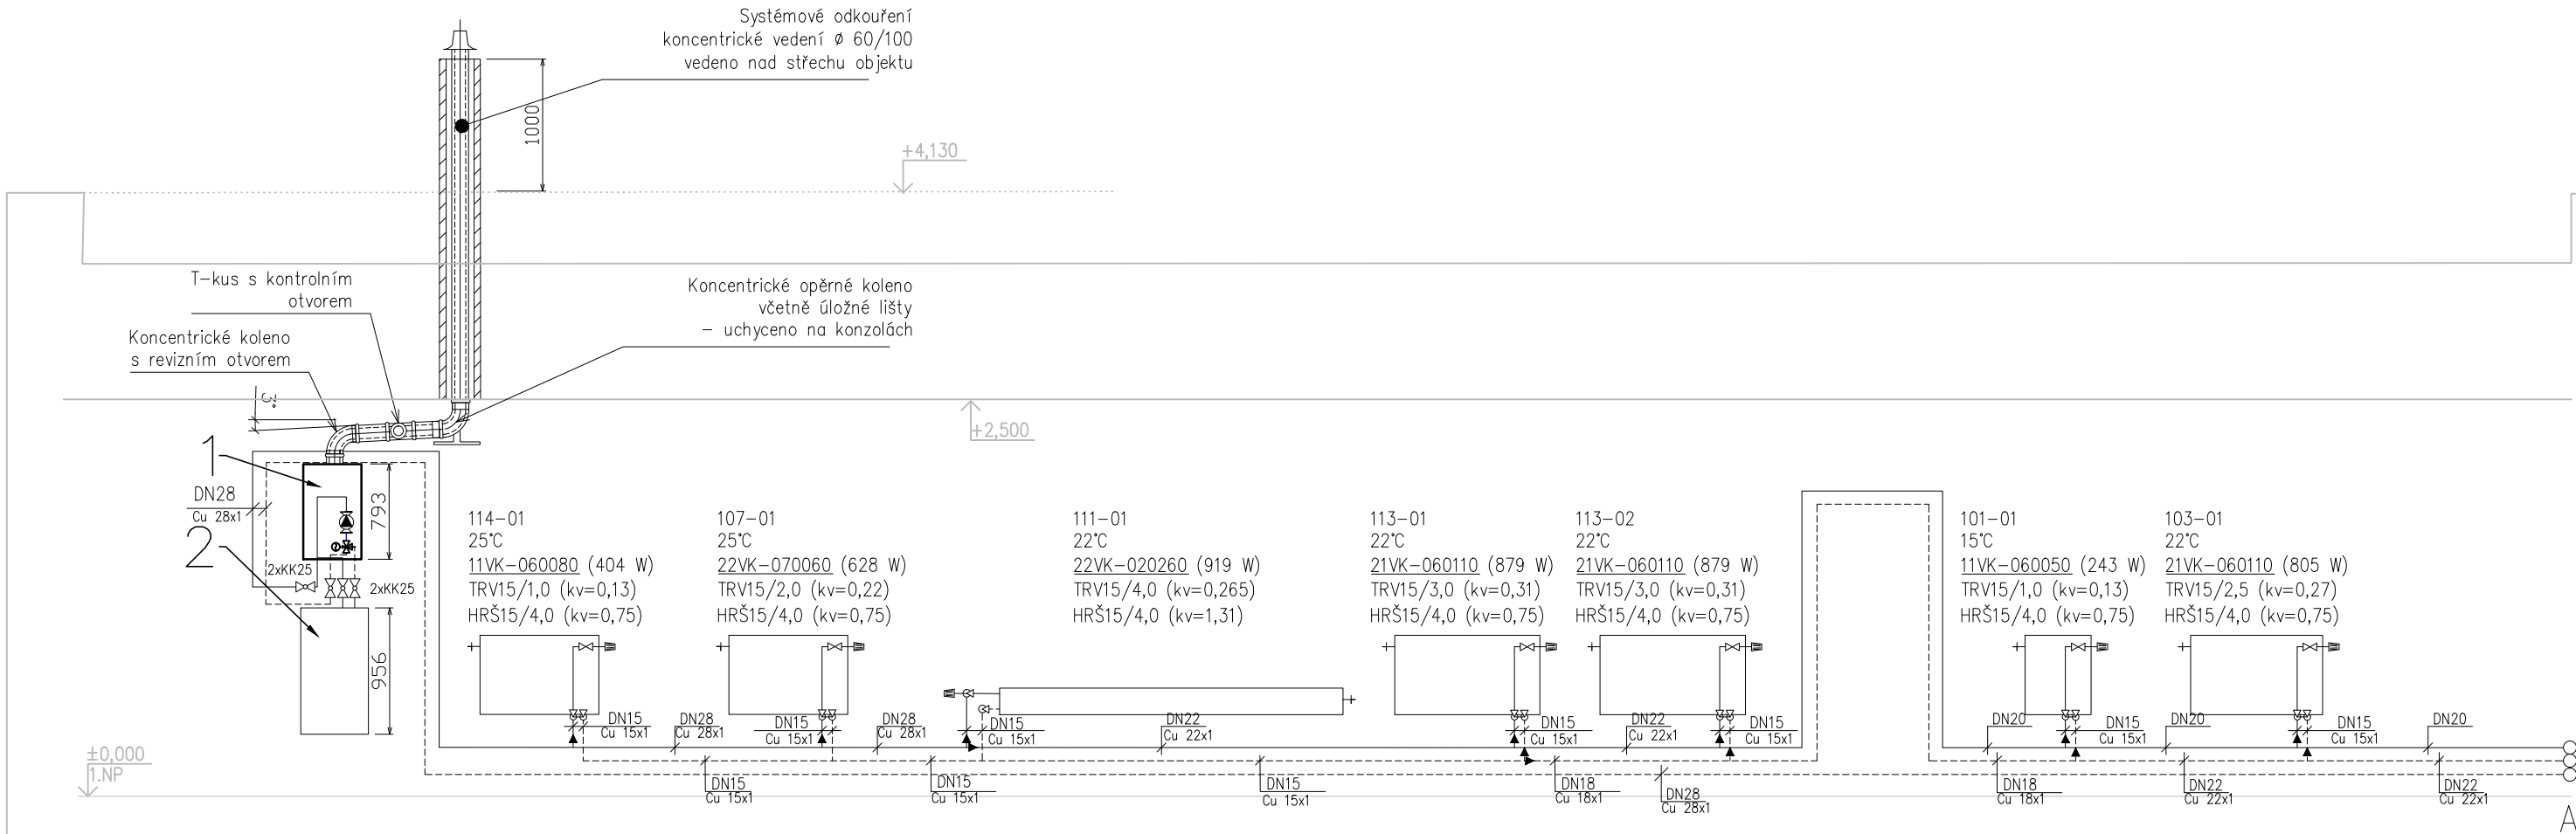 Systémové odkouření
koncentrické vedení ø 60/100
vedeno nad střechu objektu
1000
+4,130
T-kus s kontrolním
otvorem
Koncentrické koleno
s revizním otvorem
Koncentrické opěrné koleno
včetně úložné lišty
- uchyceno na konzolách
3°
+2,500
1
DN28
Cu 28x1
2
793
2xKK25
2xKK25
956
114-01
25°C
11VK-060080 (404 W)
TRV15/1,0 (kv=0,13)
HRŠ15/4,0 (kv=0,75)
107-01
25°C
22VK-070060 (628 W)
TRV15/2,0 (kv=0,22)
HRŠ15/4,0 (kv=0,75)
111-01
22°C
22VK-020260 (919 W)
TRV15/4,0 (kv=0,265)
HRŠ15/4,0 (kv=1,31)
113-01
22°C
21VK-060110 (879 W)
TRV15/3,0 (kv=0,31)
HRŠ15/4,0 (kv=0,75)
113-02
22°C
21VK-060110 (879 W)
TRV15/3,0 (kv=0,31)
HRŠ15/4,0 (kv=0,75)
101-01
15°C
11VK-060050 (243 W)
TRV15/1,0 (kv=0,13)
HRŠ15/4,0 (kv=0,75)
103-01
22°C
21VK-060110 (805 W)
TRV15/2,5 (kv=0,27)
HRŠ15/4,0 (kv=0,75)
DN15
Cu 15x1
DN28
Cu 28x1
DN15
Cu 15x1
DN28
Cu 28x1
DN15
Cu 15x1
DN22
Cu 22x1
DN15
Cu 15x1
DN22
Cu 22x1
DN15
Cu 15x1
DN20
DN15
Cu 15x1
DN20
DN15
Cu 15x1
DN20
±0,000
1.NP
DN15
Cu 15x1
DN15
Cu 15x1
DN15
Cu 15x1
DN18
Cu 18x1
DN28
Cu 28x1
DN18
Cu 18x1
DN22
Cu 22x1
DN22
Cu 22x1
A